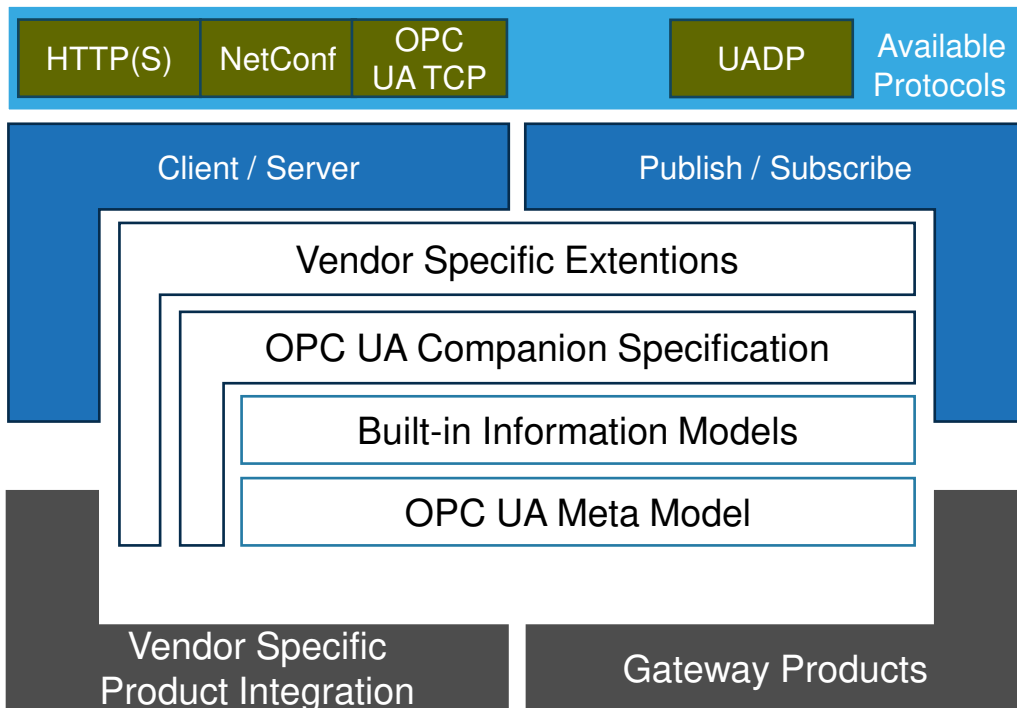 HTTP(S)
NetConf
OPC
UA TCP
UADP
Available
Protocols
Client / Server
Publish / Subscribe
Vendor Specific Extentions
OPC UA Companion Specification
Built-in Information Models
OPC UA Meta Model
Vendor Specific
Product Integration
Gateway Products